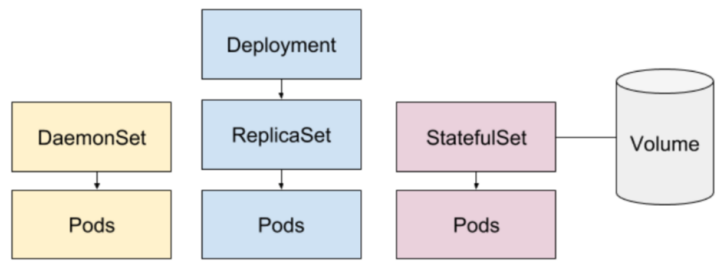 Deployment
DaemonSet
ReplicaSet
StatefulSet
Volume
Pods
Pods
Pods